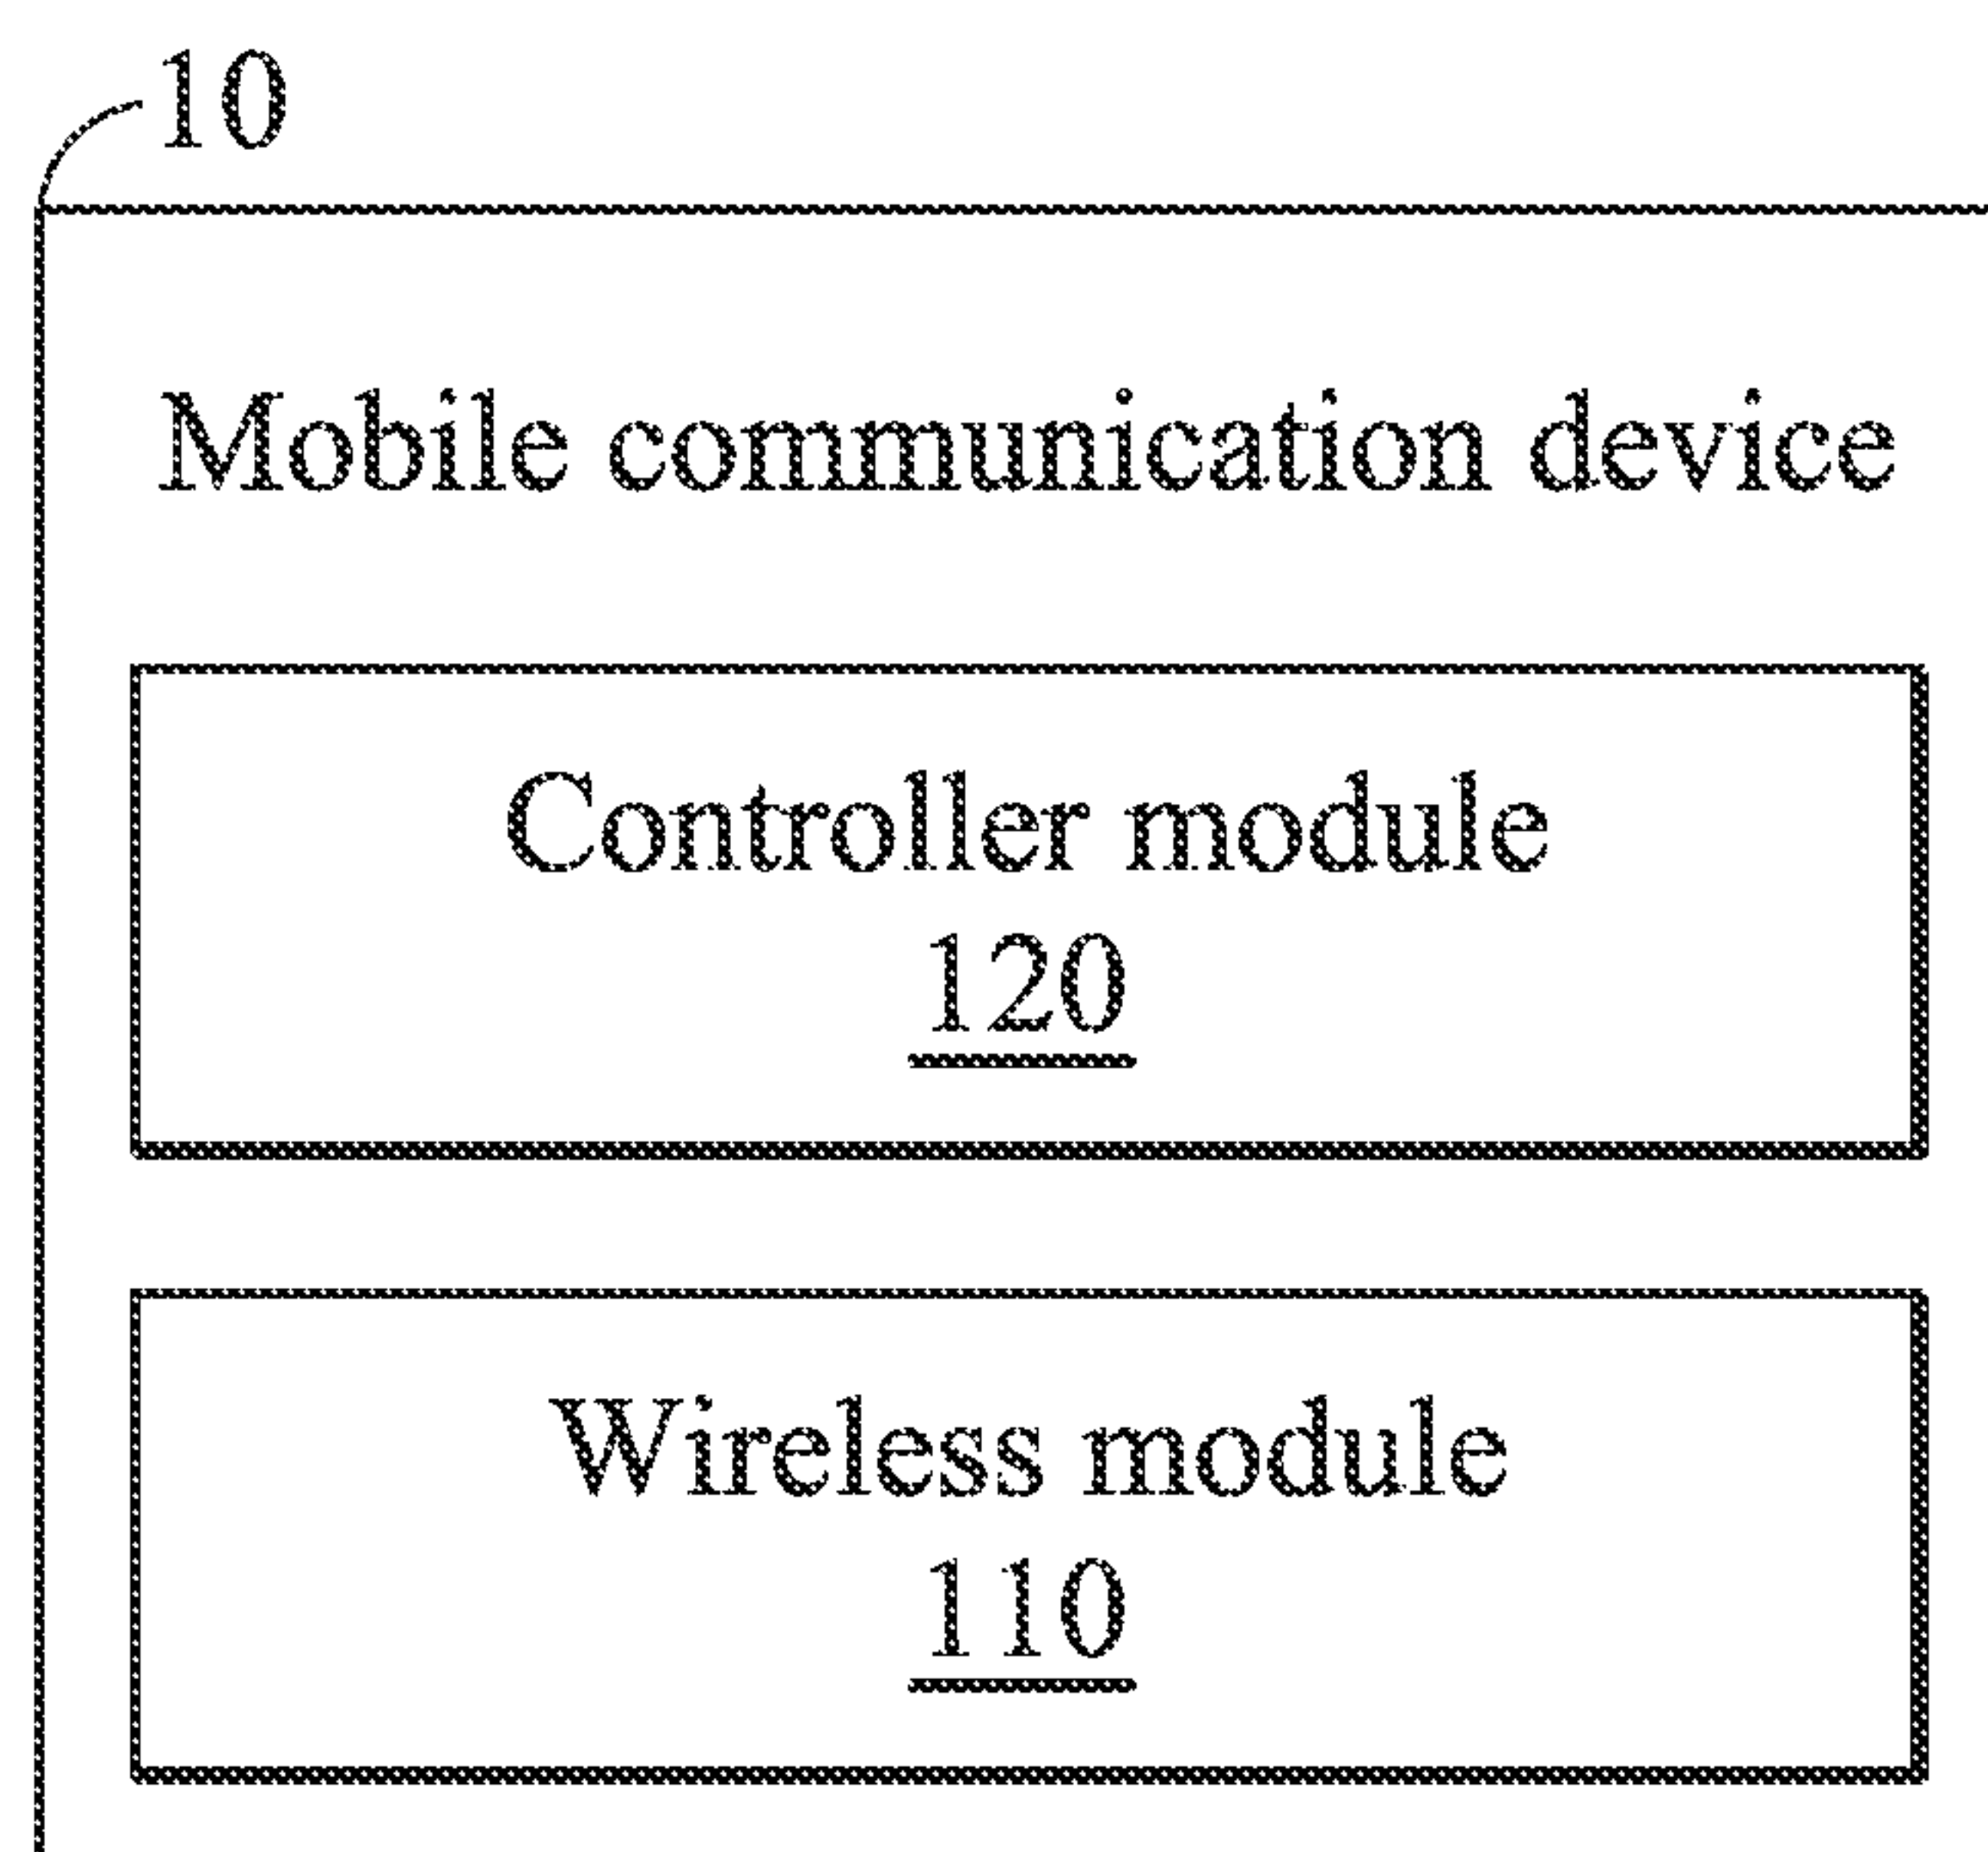 10
Mobile communication device
Controller module
120
Wireless module
110